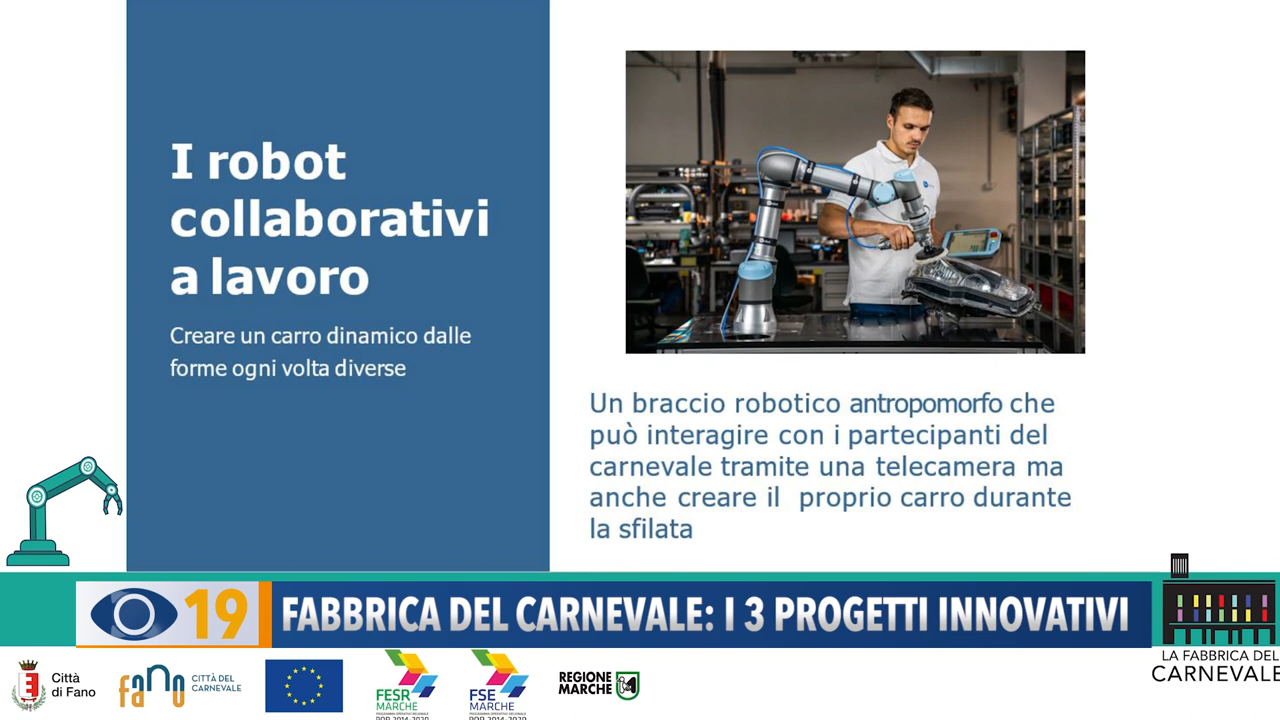 I robot
collaborativi
a lavoro
Creare un carro dinamico dalle
forme ogni volta diverse
Un braccio robotico antropomorfo che
può interagire con i partecipanti del
carnevale tramite una telecamera ma
anche creare il proprio carro durante
la sfilata
19
FABBRICA DEL CARNEVALE: I 3 PROGETTI INNOVATIVI
Città
di Fano
fano
CITTÀ DEL
CARNEVALE
FESR
MARCHE
FSE
MARCHE
REGIONE
MARCHE
LA FABBRICA DEL
CARNEVALE